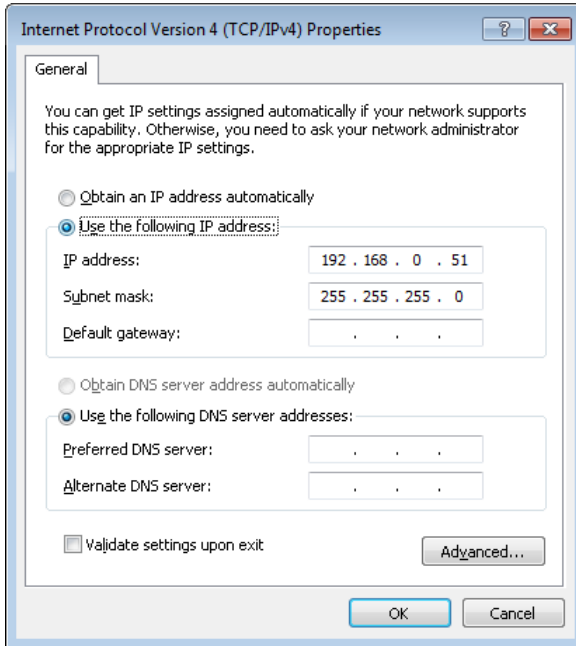 Internet Protocol Version 4 (TCP/IPv4) Properties
?
General
You can get IP settings assigned automatically if your network supports
this capability. Otherwise, you need to ask your network administrator
for the appropriate IP settings.
Obtain an IP address automatically
Use the following IP address:
IP address: 192 . 168 . 0 . 51
Subnet mask: 255 . 255 . 255 . 0
Default gateway: . . .
Obtain DNS server address automatically
Use the following DNS server addresses:
Preferred DNS server: . . .
Alternate DNS server: . . .
Validate settings upon exit
Advanced...
OK Cancel